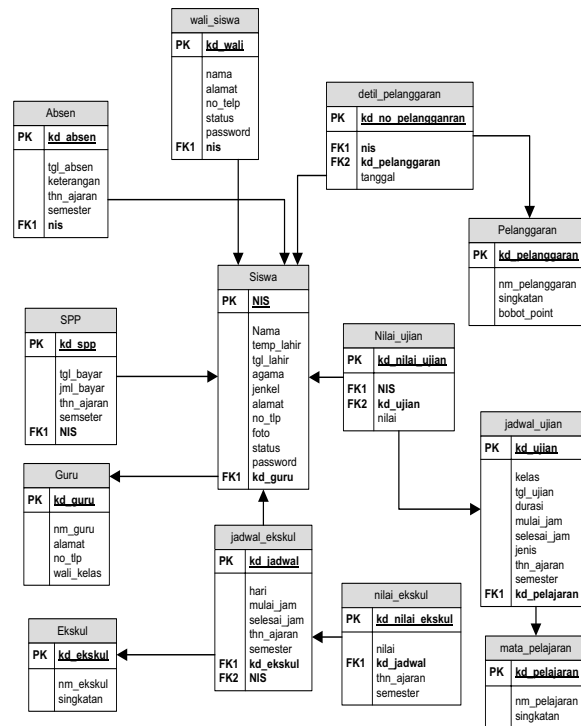 wali_siswa
PK kd_wali
nama
alamat
no_telp
status
password
FK1 nis
detil_pelanggaran
PK kd_no_pelangganran
FK1 nis
FK2 kd_pelanggaran
tanggal
Absen
PK kd_absen
tgl_absen
keterangan
thn_ajaran
semester
FK1 nis
Pelanggaran
PK kd_pelanggaran
nm_pelanggaran
singkatan
bobot_point
Siswa
PK NIS
Nama
temp_lahir
tgl_lahir
agama
jenkel
alamat
no_tlp
foto
status
password
FK1 kd_guru
SPP
PK kd_spp
tgl_bayar
jml_bayar
thn_ajaran
semseter
FK1 NIS
Nilai_ujian
PK kd_nilai_ujian
FK1 NIS
FK2 kd_ujian
nilai
jadwal_ujian
PK kd_ujian
kelas
tgl_ujian
durasi
mulai_jam
selesai_jam
jenis
thn_ajaran
semester
FK1 kd_pelajaran
Guru
PK kd_guru
nm_guru
alamat
no_tlp
wali_kelas
jadwal_ekskul
PK kd_jadwal
hari
mulai_jam
selesai_jam
thn_ajaran
semester
FK1 kd_ekskul
FK2 NIS
nilai_ekskul
PK kd_nilai_ekskul
nilai
FK1 kd_jadwal
thn_ajaran
semester
Ekskul
PK kd_ekskul
nm_ekskul
singkatan
mata_pelajaran
PK kd_pelajaran
nm_pelajaran
singkatan